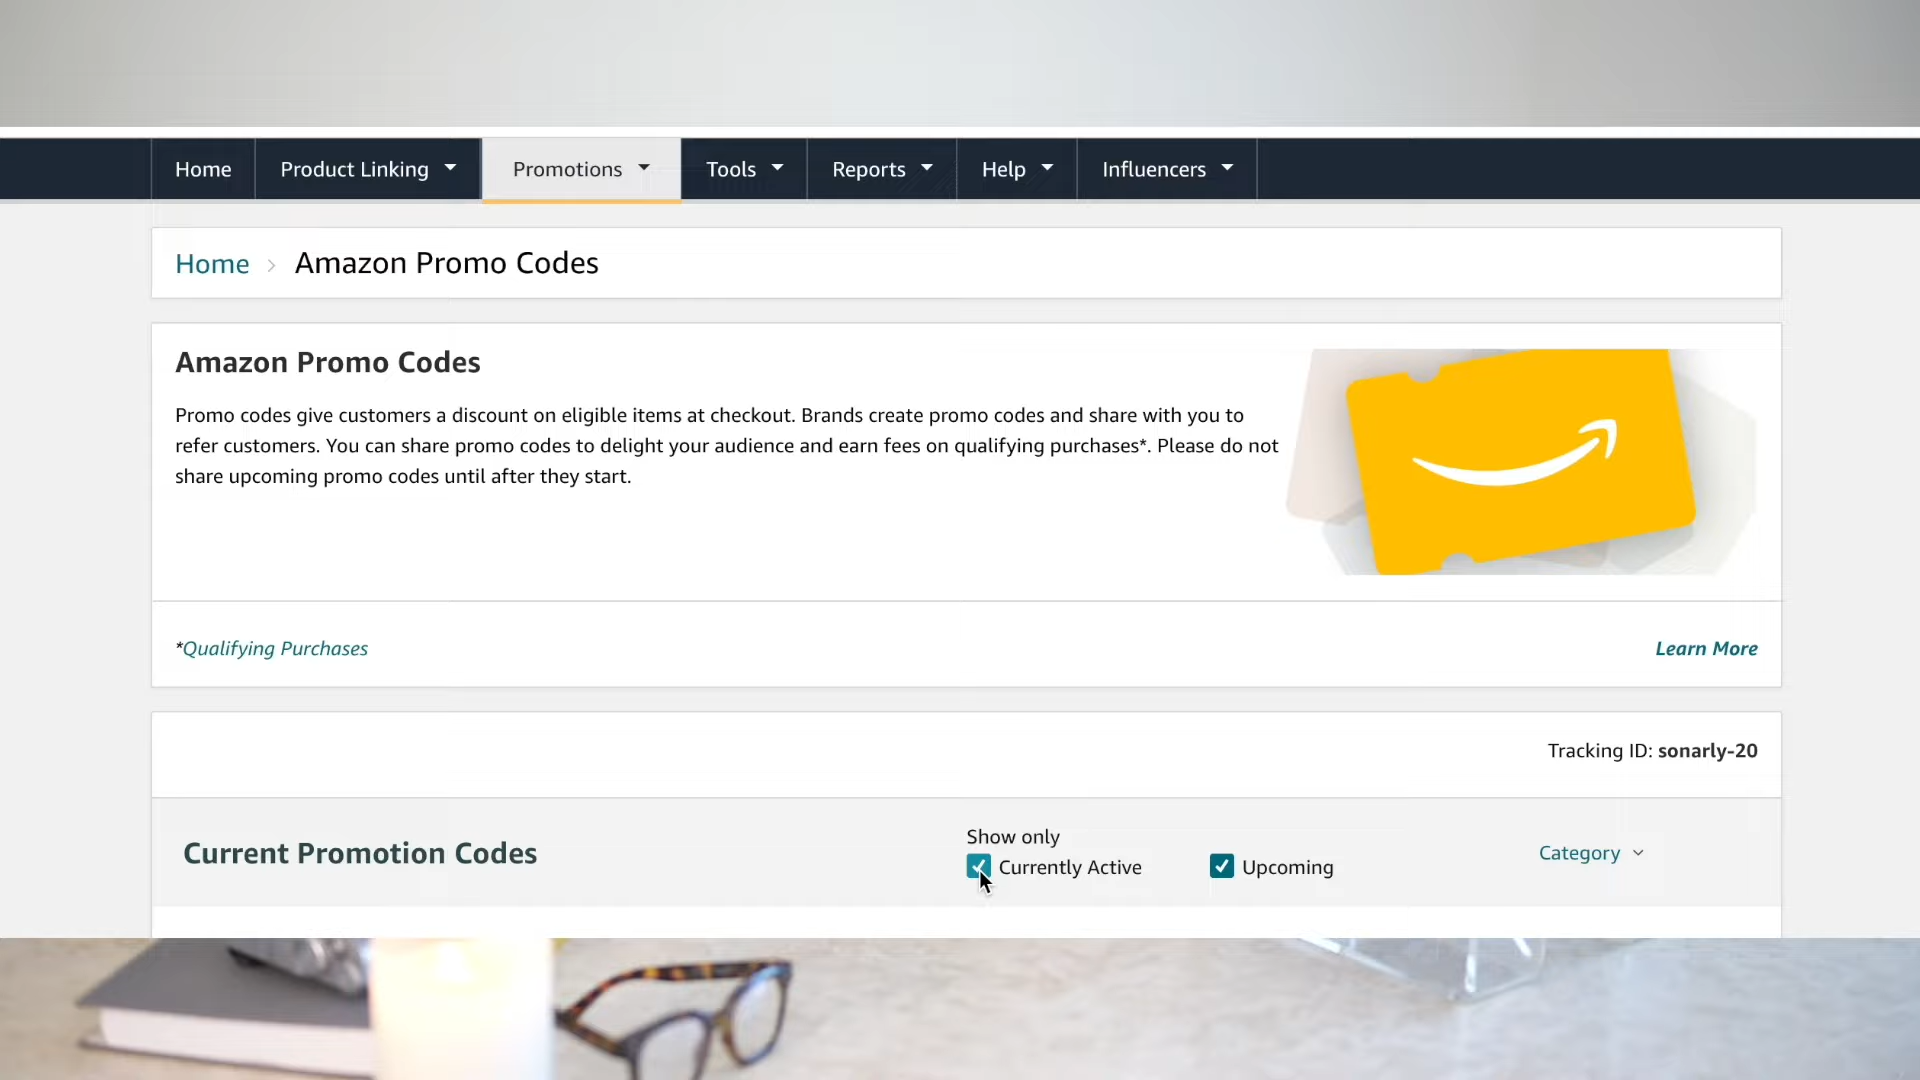 Home Product Linking Promotions Tools Reports Help Influencers
Home › Amazon Promo Codes
Amazon Promo Codes
Promo codes give customers a discount on eligible items at checkout. Brands create promo codes and share with you to
refer customers. You can share promo codes to delight your audience and earn fees on qualifying purchases*. Please do not
share upcoming promo codes until after they start.
*Qualifying Purchases
Learn More
Tracking ID: sonarly-20
Current Promotion Codes
Show only
Currently Active
Upcoming
Category